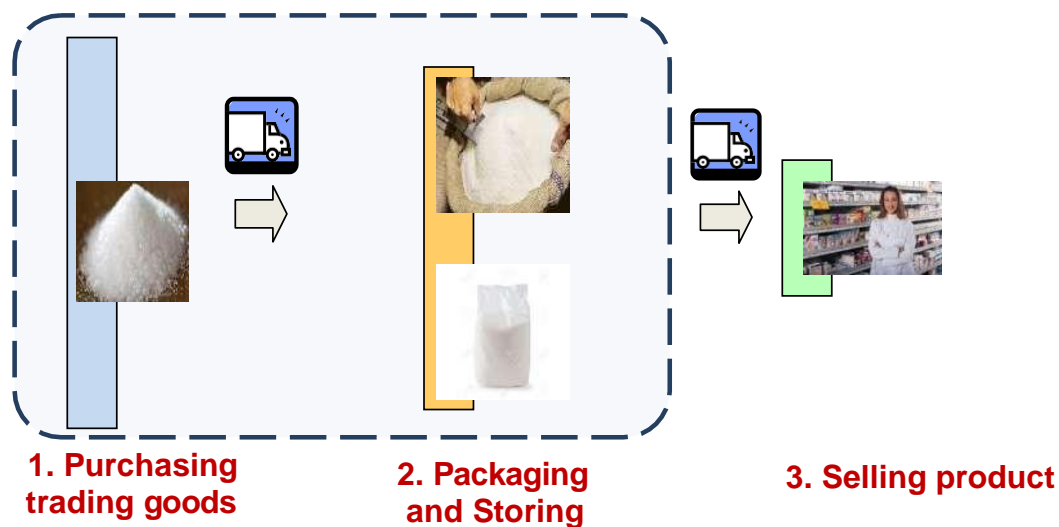 1. Purchasing
trading goods
2. Packaging
and Storing
3. Selling product